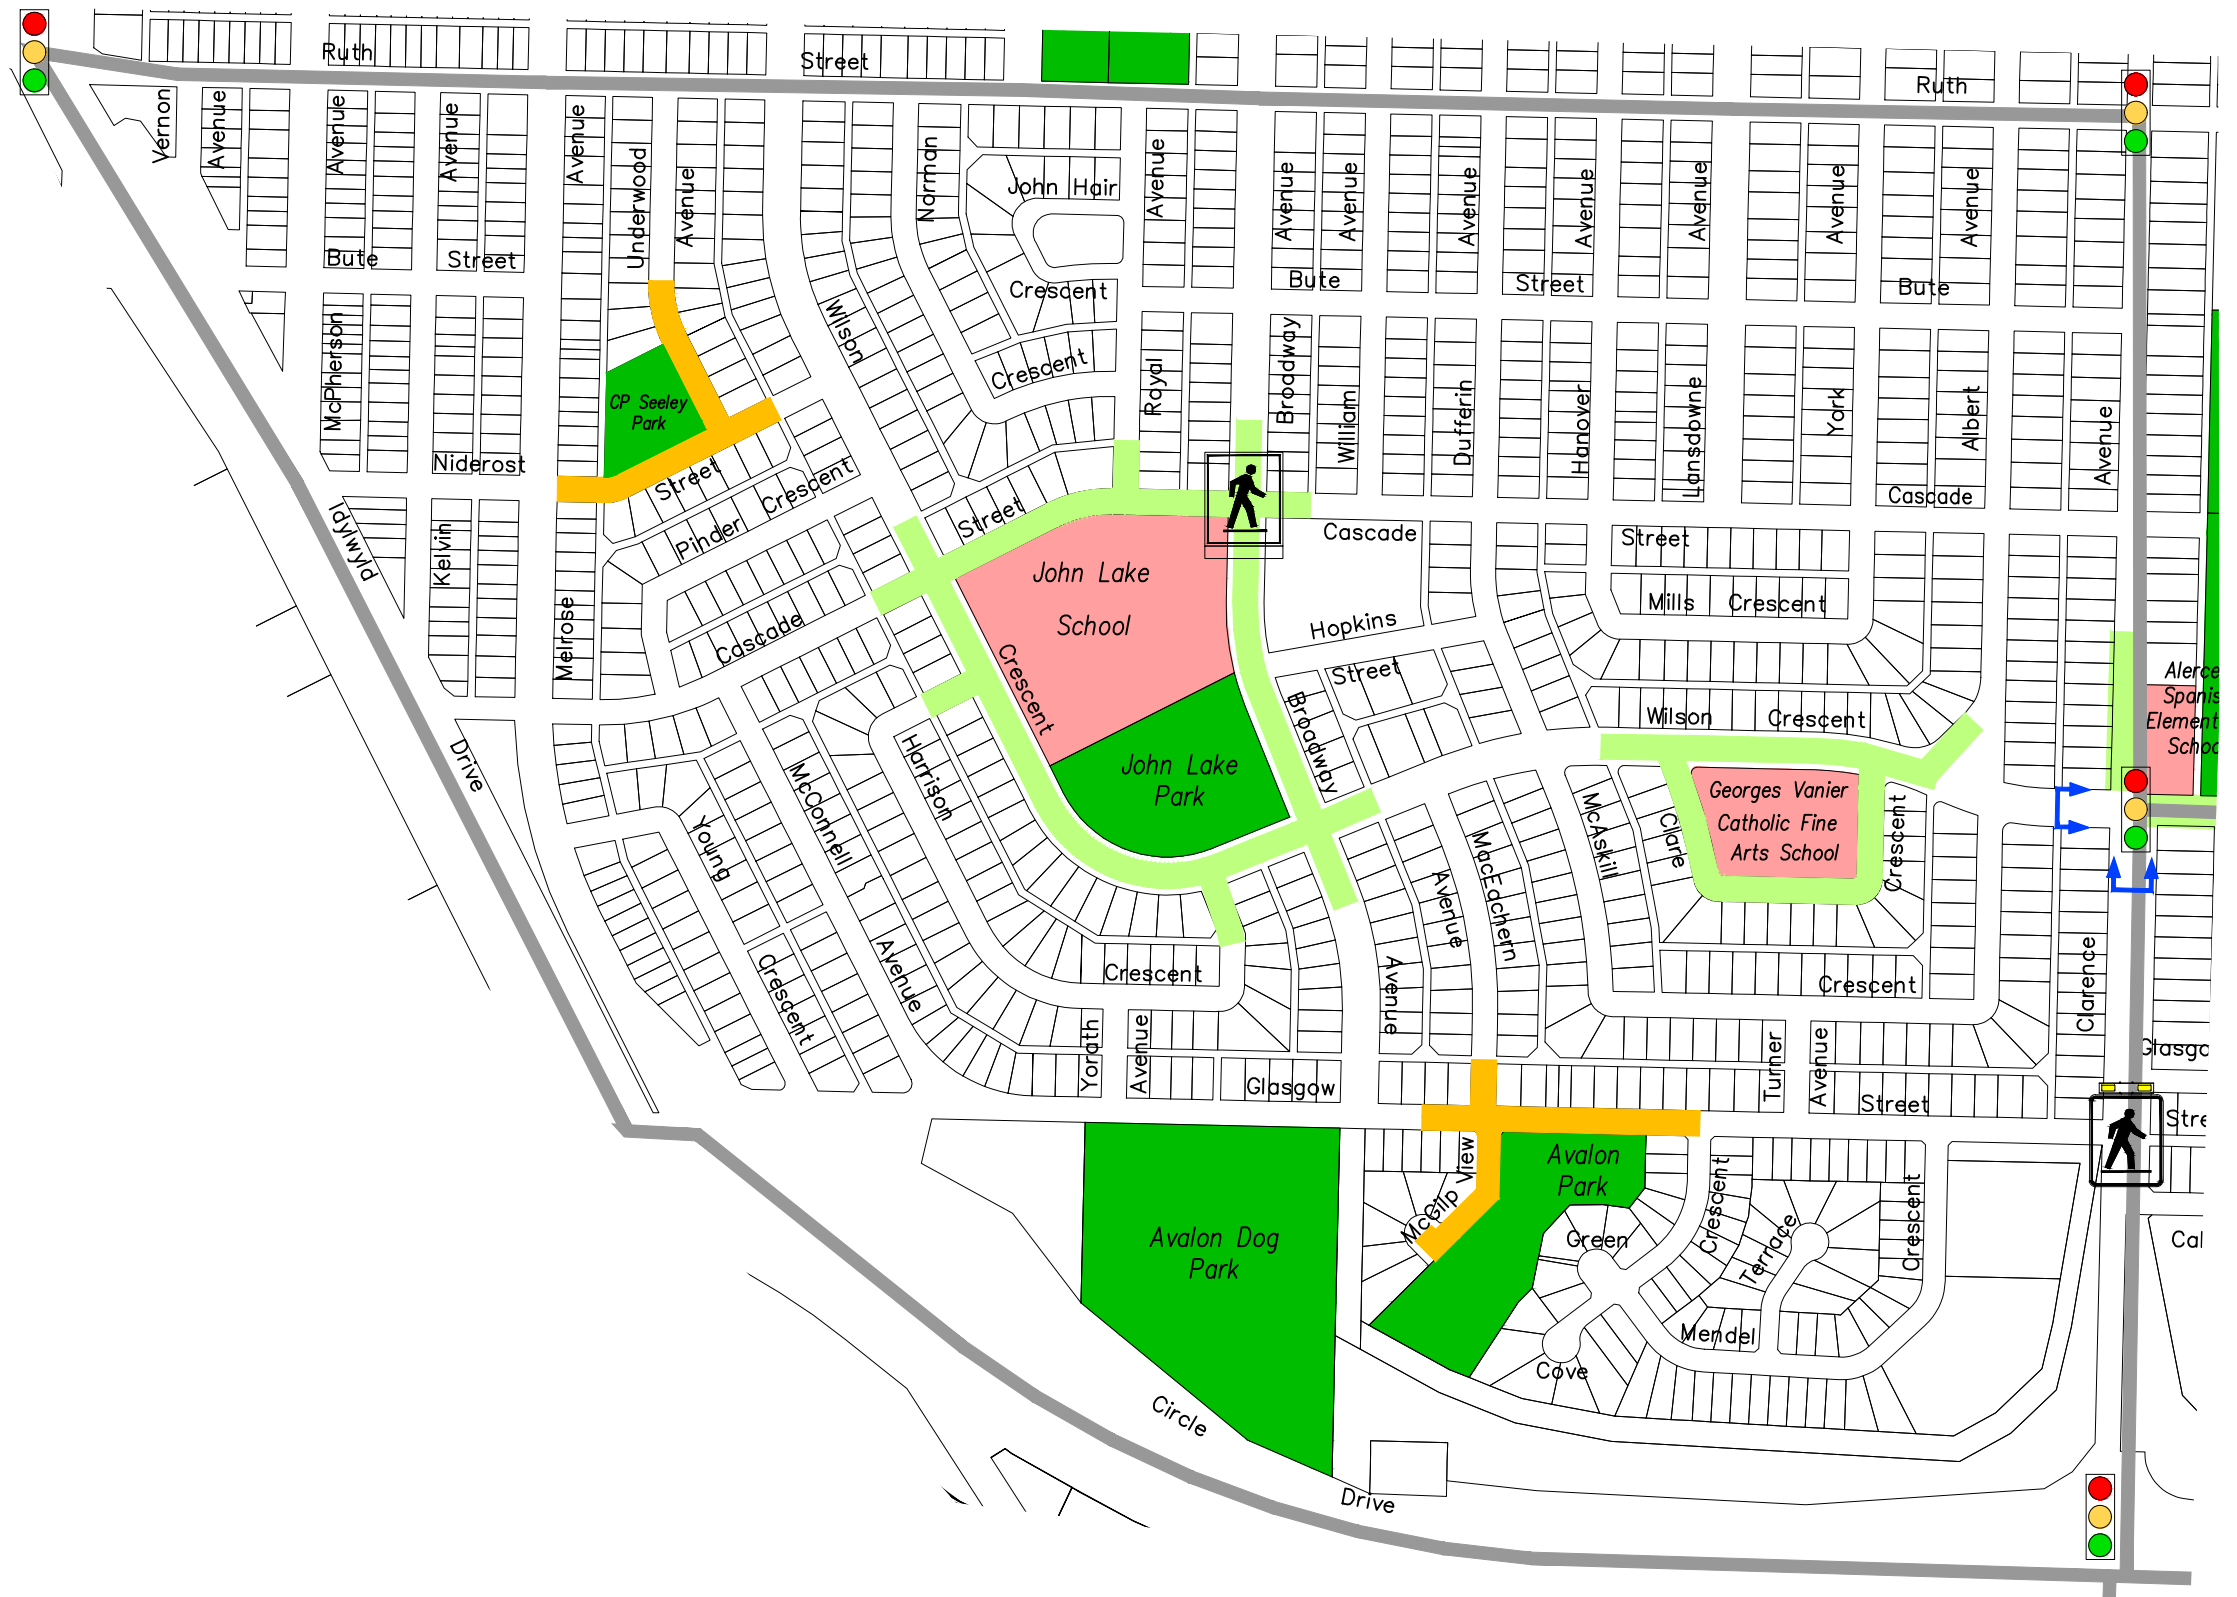 Ruth
Street
Ruth
Vernon
Avenue
Avenue
Avenue
Avenue
Underwood
Avenue
Norman
John Hair
Avenue
Avenue
Avenue
Avenue
Avenue
Avenue
Avenue
Avenue
Bute
Street
Crescent
Bute
Street
Bute
McPherson
Wilson
Crescent
Royal
Broadway
William
Dufferin
Hanover
Lansdowne
York
Albert
Avenue
CP Seeley
Park
Niderost
Street
Pinder
Crescent
Street
Cascade
Cascade
Street
Idylwyld
Kelvin
Melrose
Cascade
John Lake
School
Crescent
Hopkins
Street
Mills
Crescent
Wilson
Crescent
Broadway
John Lake
Park
Drive
Young
McConnell
Harrison
Crescent
Avenue
Crescent
Yorath
Avenue
Glasgow
Avenue
Avenue
MacEachern
McAskill
Clare
Georges Vanier
Catholic Fine
Arts School
Crescent
Crescent
Turner
Avenue
Street
Clarence
Alerce
Spanis
Element
Schoo
Glasgo
Stre
Cal
Avalon Dog
Park
McGilp
View
Avalon
Park
Green
Crescent
Terrace
Crescent
Mendel
Cove
Circle
Drive